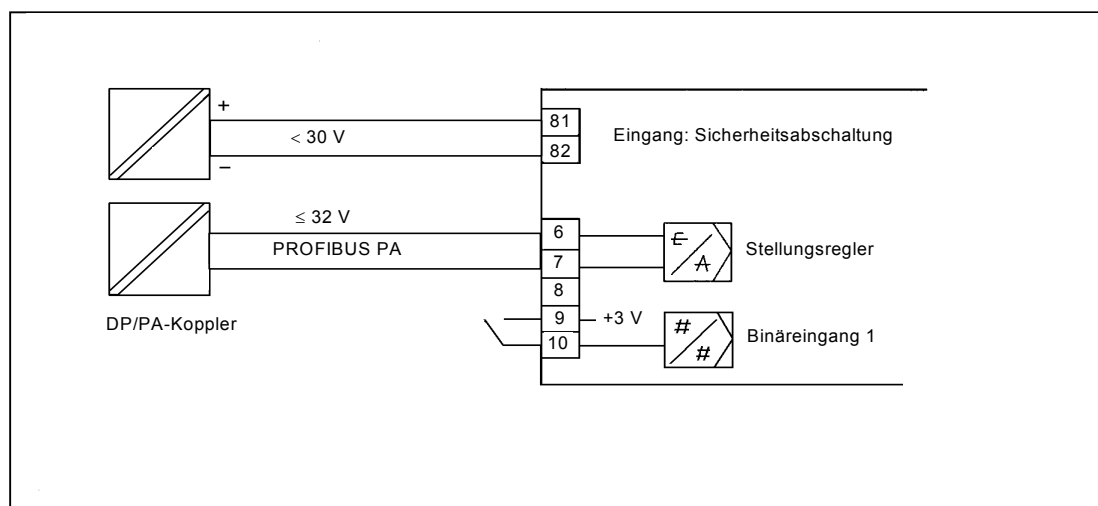 +
< 30 V
–
81
82
Eingang: Sicherheitsabschaltung
≤ 32 V
PROFIBUS PA
DP/PA-Koppler
6
7
8
9
10
+3 V
E
A
Stellungsregler
#
#
Binäreingang 1